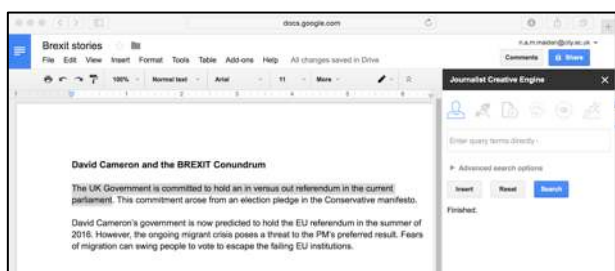 docs.google.com
Brexit stories
n.a.m.maiden@city.ac.uk
File Edit View Insert Format Tools Table Add-ons Help All changes saved in Drive
Comments
Share
100%
Normal text
Arial
11
More
Journalist Creative Engine
Enter query terms directly
Advanced search options
Insert
Reset
Search
Finished.
David Cameron and the BREXIT Conundrum
The UK Government is committed to hold an in versus out referendum in the current
parliament. This commitment arose from an election pledge in the Conservative manifesto.
David Cameron's government is now predicted to hold the EU referendum in the summer of
2016. However, the ongoing migrant crisis poses a threat to the PM's preferred result. Fears
of migration can swing people to vote to escape the failing EU institutions.